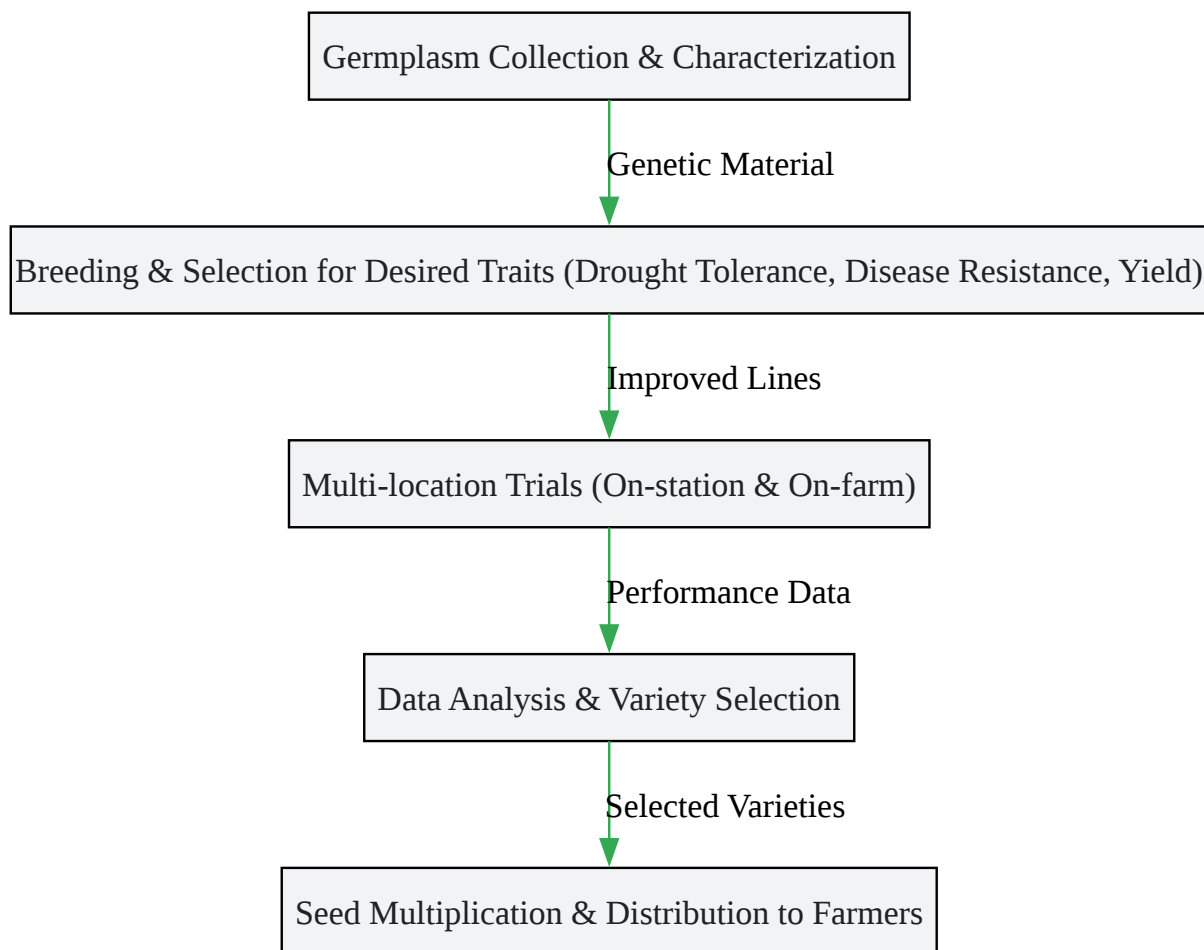 Germplasm Collection & Characterization
Genetic Material
Breeding & Selection for Desired Traits (Drought Tolerance, Disease Resistance, Yield)
Improved Lines
Multi-location Trials (On-station & On-farm)
Performance Data
Data Analysis & Variety Selection
Selected Varieties
Seed Multiplication & Distribution to Farmers